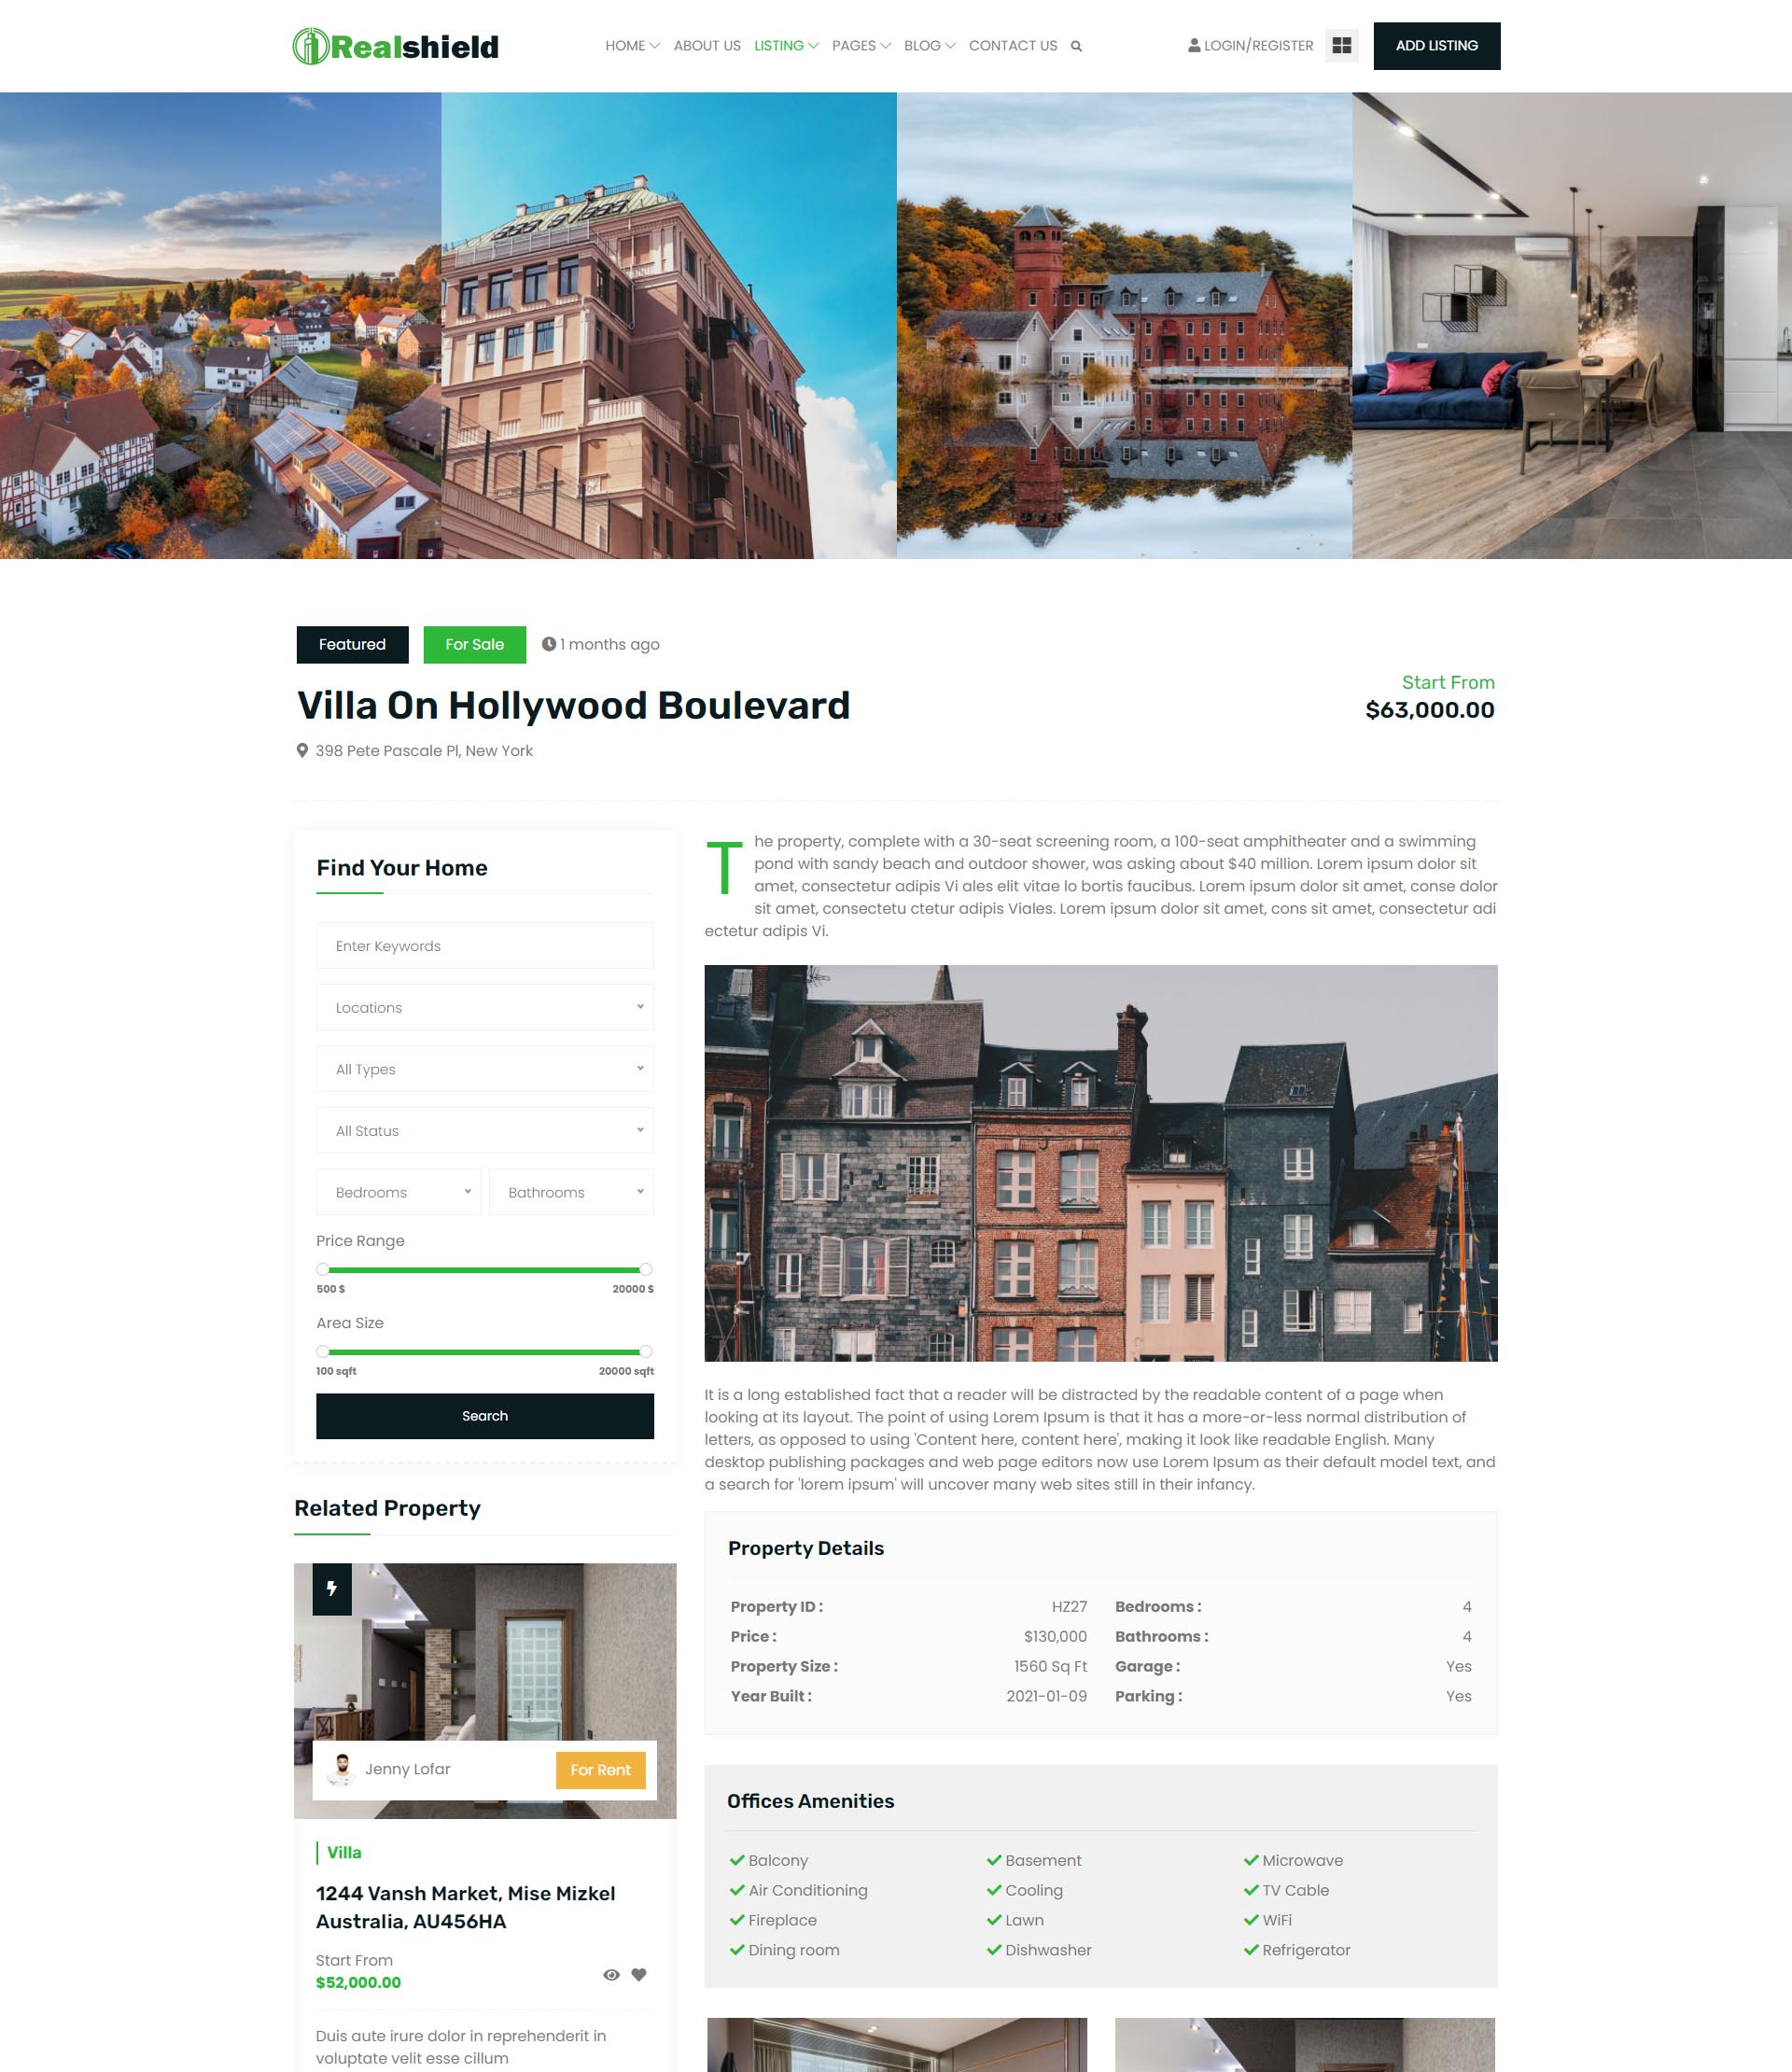 Realshield
HOME ABOUT US LISTING PAGES BLOG CONTACT US
LOGIN/REGISTER
ADD LISTING
Featured
For Sale
1 months ago
Villa On Hollywood Boulevard
398 Pete Pascale Pl, New York
Start From
$63,000.00
Find Your Home
Enter Keywords
Locations
All Types
All Status
Bedrooms
Bathrooms
Price Range
500 $
20000 $
Area Size
100 sqft
20000 sqft
Search
Related Property
Jenny Lofar
For Rent
Villa
1244 Vansh Market, Mise Mizkel
Australia, AU456HA
Start From
$52,000.00
Duis aute irure dolor in reprehenderit in
voluptate velit esse cillum
The property, complete with a 30-seat screening room, a 100-seat amphitheater and a swimming
pond with sandy beach and outdoor shower, was asking about $40 million. Lorem ipsum dolor sit
amet, consectetur adipis Vi ales elit vitae lo bortis faucibus. Lorem ipsum dolor sit amet, conse dolor
sit amet, consectetu ctetur adipis Viales. Lorem ipsum dolor sit amet, cons sit amet, consectetur adi
ectetur adipis Vi.
It is a long established fact that a reader will be distracted by the readable content of a page when
looking at its layout. The point of using Lorem Ipsum is that it has a more-or-less normal distribution of
letters, as opposed to using 'Content here, content here', making it look like readable English. Many
desktop publishing packages and web page editors now use Lorem Ipsum as their default model text, and
a search for 'lorem ipsum' will uncover many web sites still in their infancy.
Property Details
Property ID : HZ27
Price : $130,000
Property Size : 1560 Sq Ft
Year Built : 2021-01-09
Bedrooms : 4
Bathrooms : 4
Garage : Yes
Parking : Yes
Offices Amenities
Balcony
Air Conditioning
Fireplace
Dining room
Basement
Cooling
Lawn
Dishwasher
Microwave
TV Cable
WiFi
Refrigerator